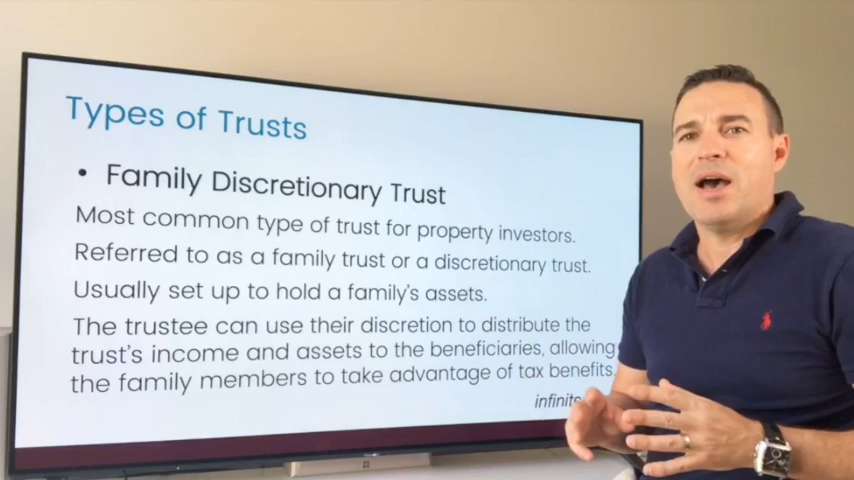 Types of Trusts
• Family Discretionary Trust
Most common type of trust for property investors.
Referred to as a family trust or a discretionary trust.
Usually set up to hold a family's assets.
The trustee can use their discretion to distribute the
trust's income and assets to the beneficiaries, allowing
the family members to take advantage of tax benefits.